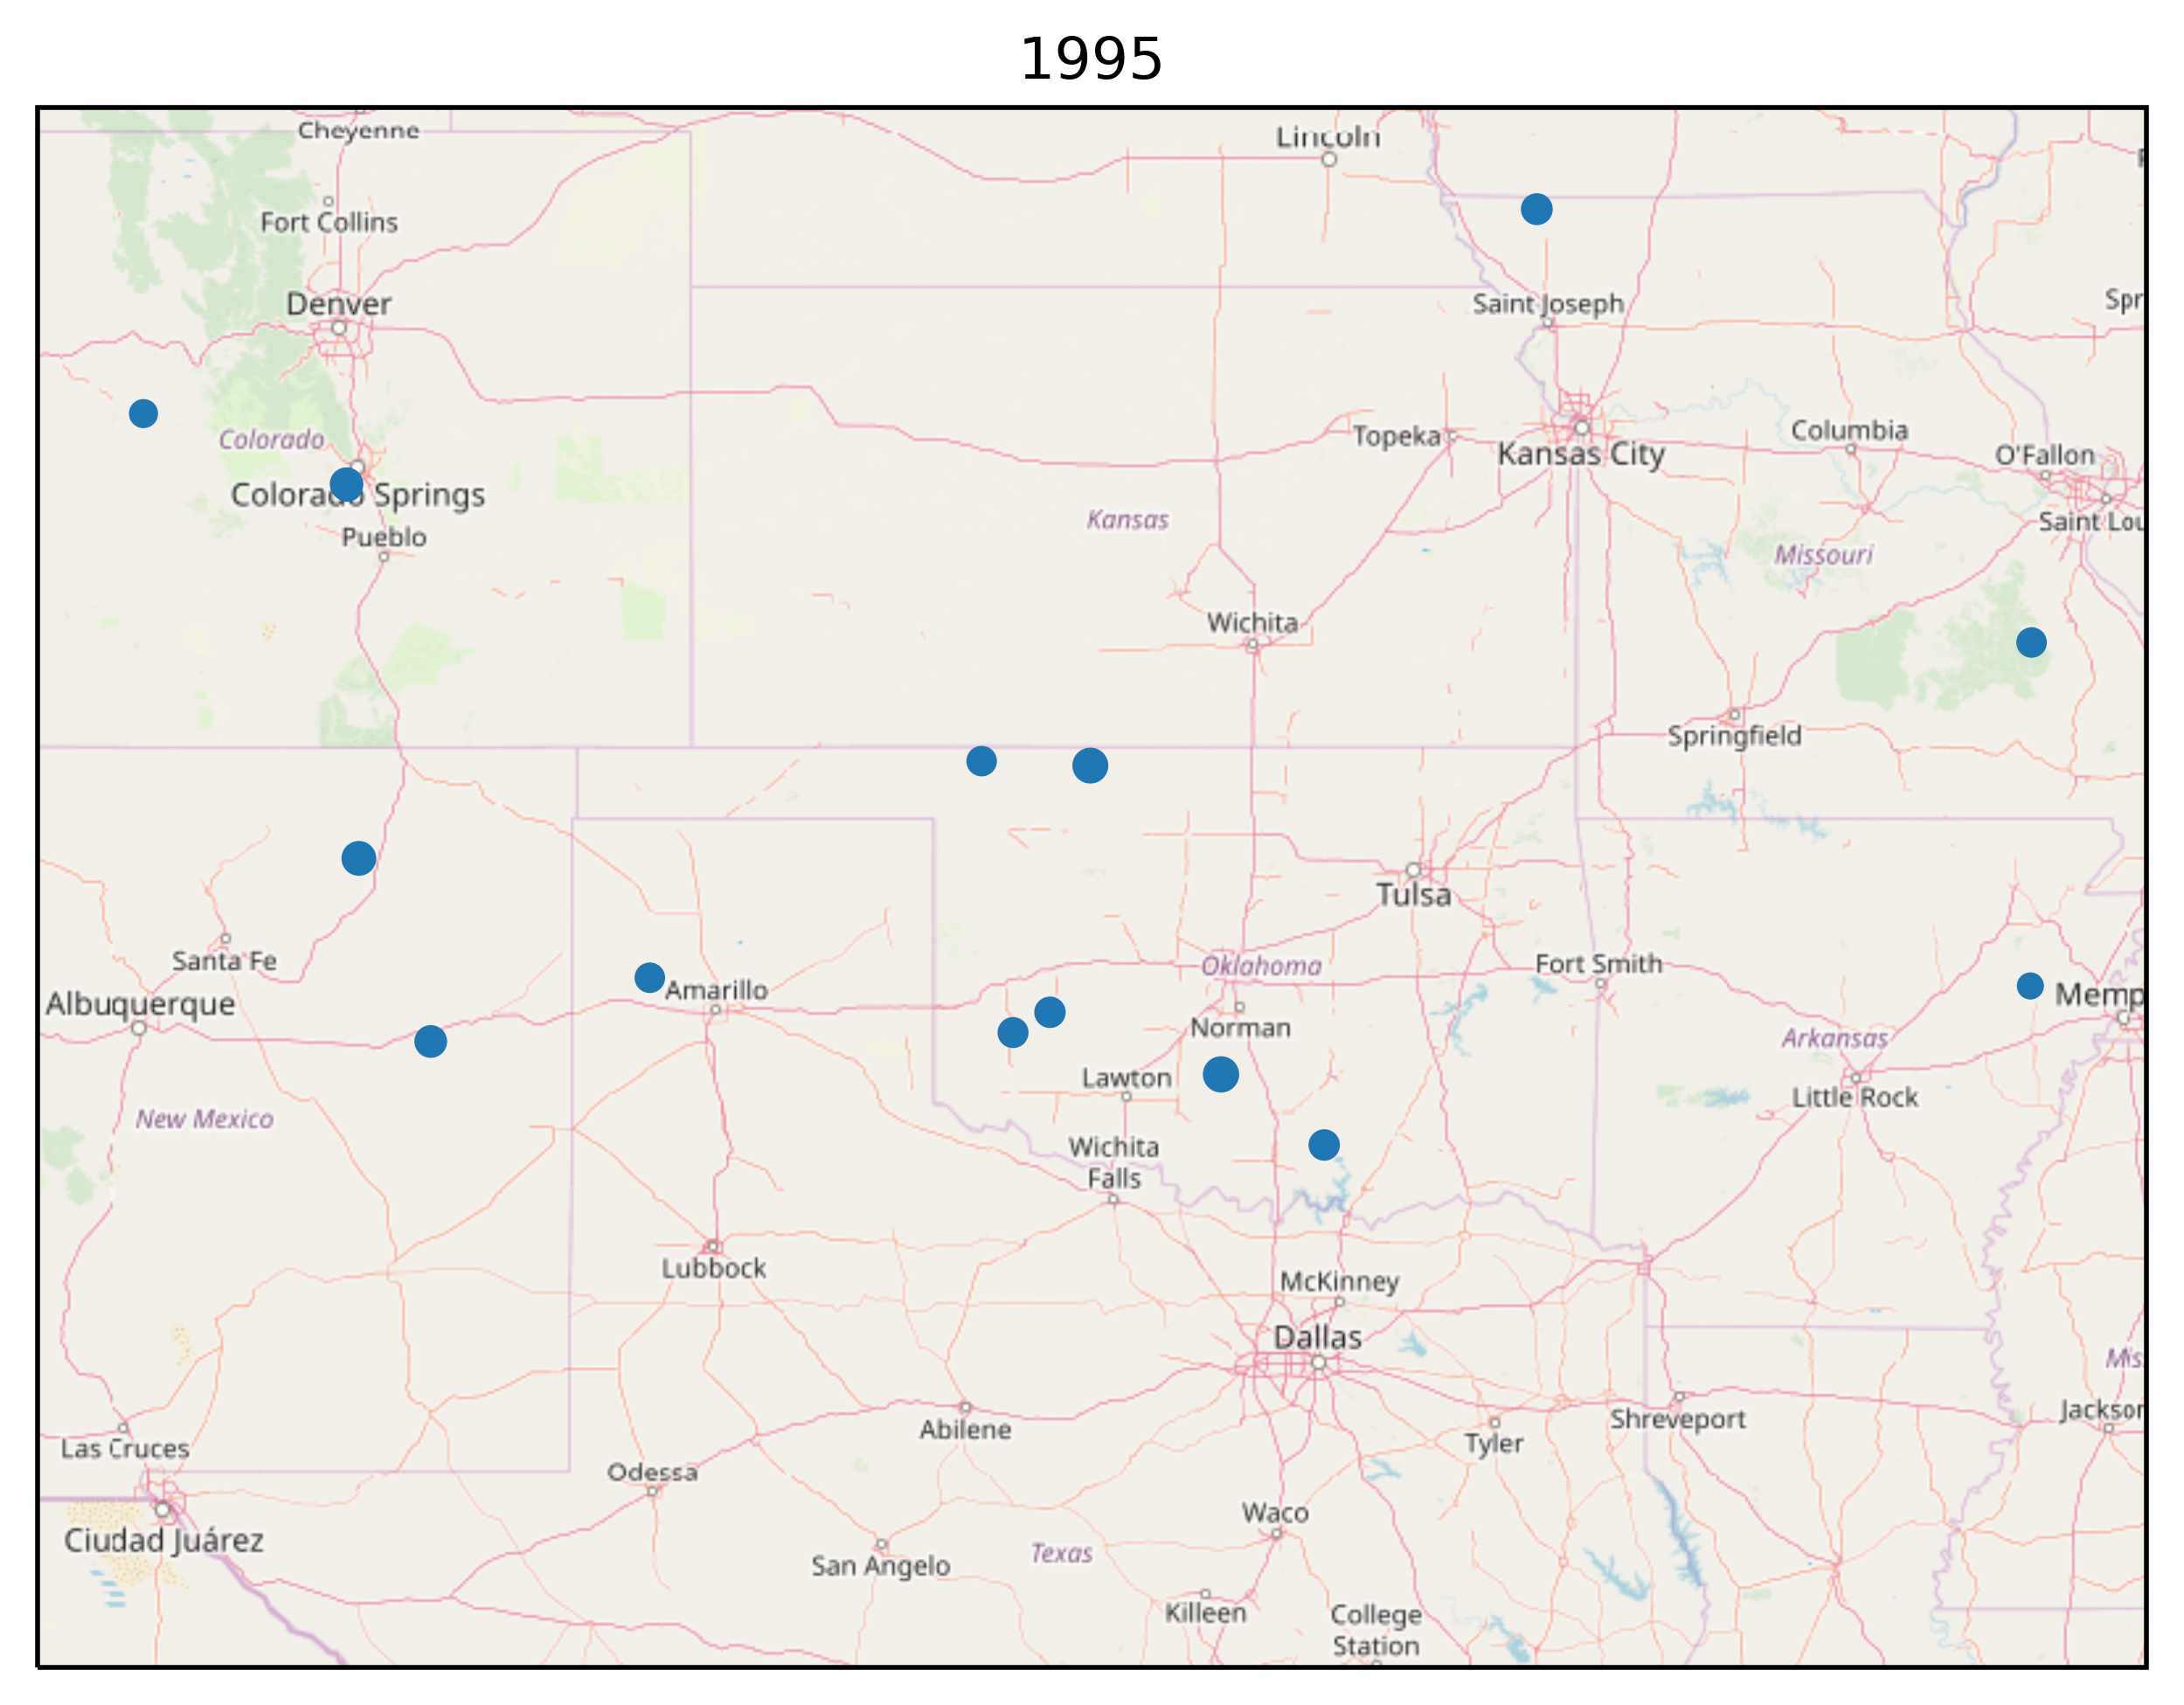 1995
Cheyenne
Lincoln
Fort Collins
Denver
Saint Joseph
Spr
Colorado
Topeka
Kansas City
Columbia
O'Fallon
Colorado Springs
Kansas
Saint Lou
Pueblo
Missouri
Wichita
Springfield
Tulsa
Santa Fe
Oklahoma
Fort Smith
Albuquerque
Amarillo
Memp
Norman
Arkansas
Lawton
Little Rock
New Mexico
Wichita
Falls
Lubbock
McKinney
Dallas
Mis
Abilene
Shreveport
Jackson
Las Cruces
Tyler
Odessa
Waco
Ciudad Juárez
San Angelo
Texas
Killeen
College
Station